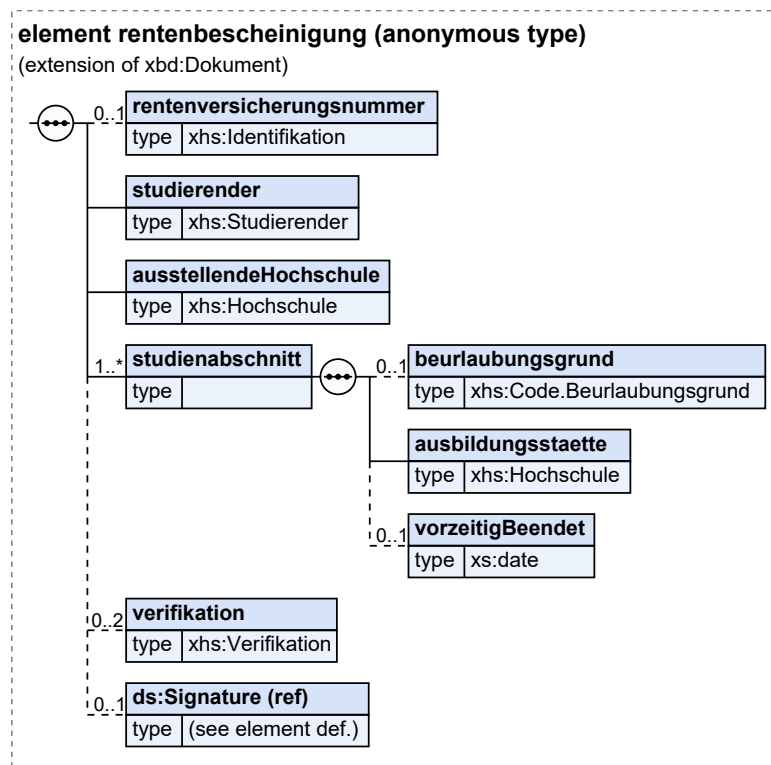 element rentenbescheinigung (anonymous type)
(extension of xbd:Dokument)
0..1 rentenversicherungsnummer
type xhs:Identifikation
studierender
type xhs:Studierender
ausstellendeHochschule
type xhs:Hochschule
1..* studienabschnitt
type
0..1 beurlaubungsgrund
type xhs:Code.Beurlaubungsgrund
ausbildungsstaette
type xhs:Hochschule
0..1 vorzeitigBeendet
type xs:date
0..2 verifikation
type xhs:Verifikation
0..1 ds:Signature (ref)
type (see element def.)